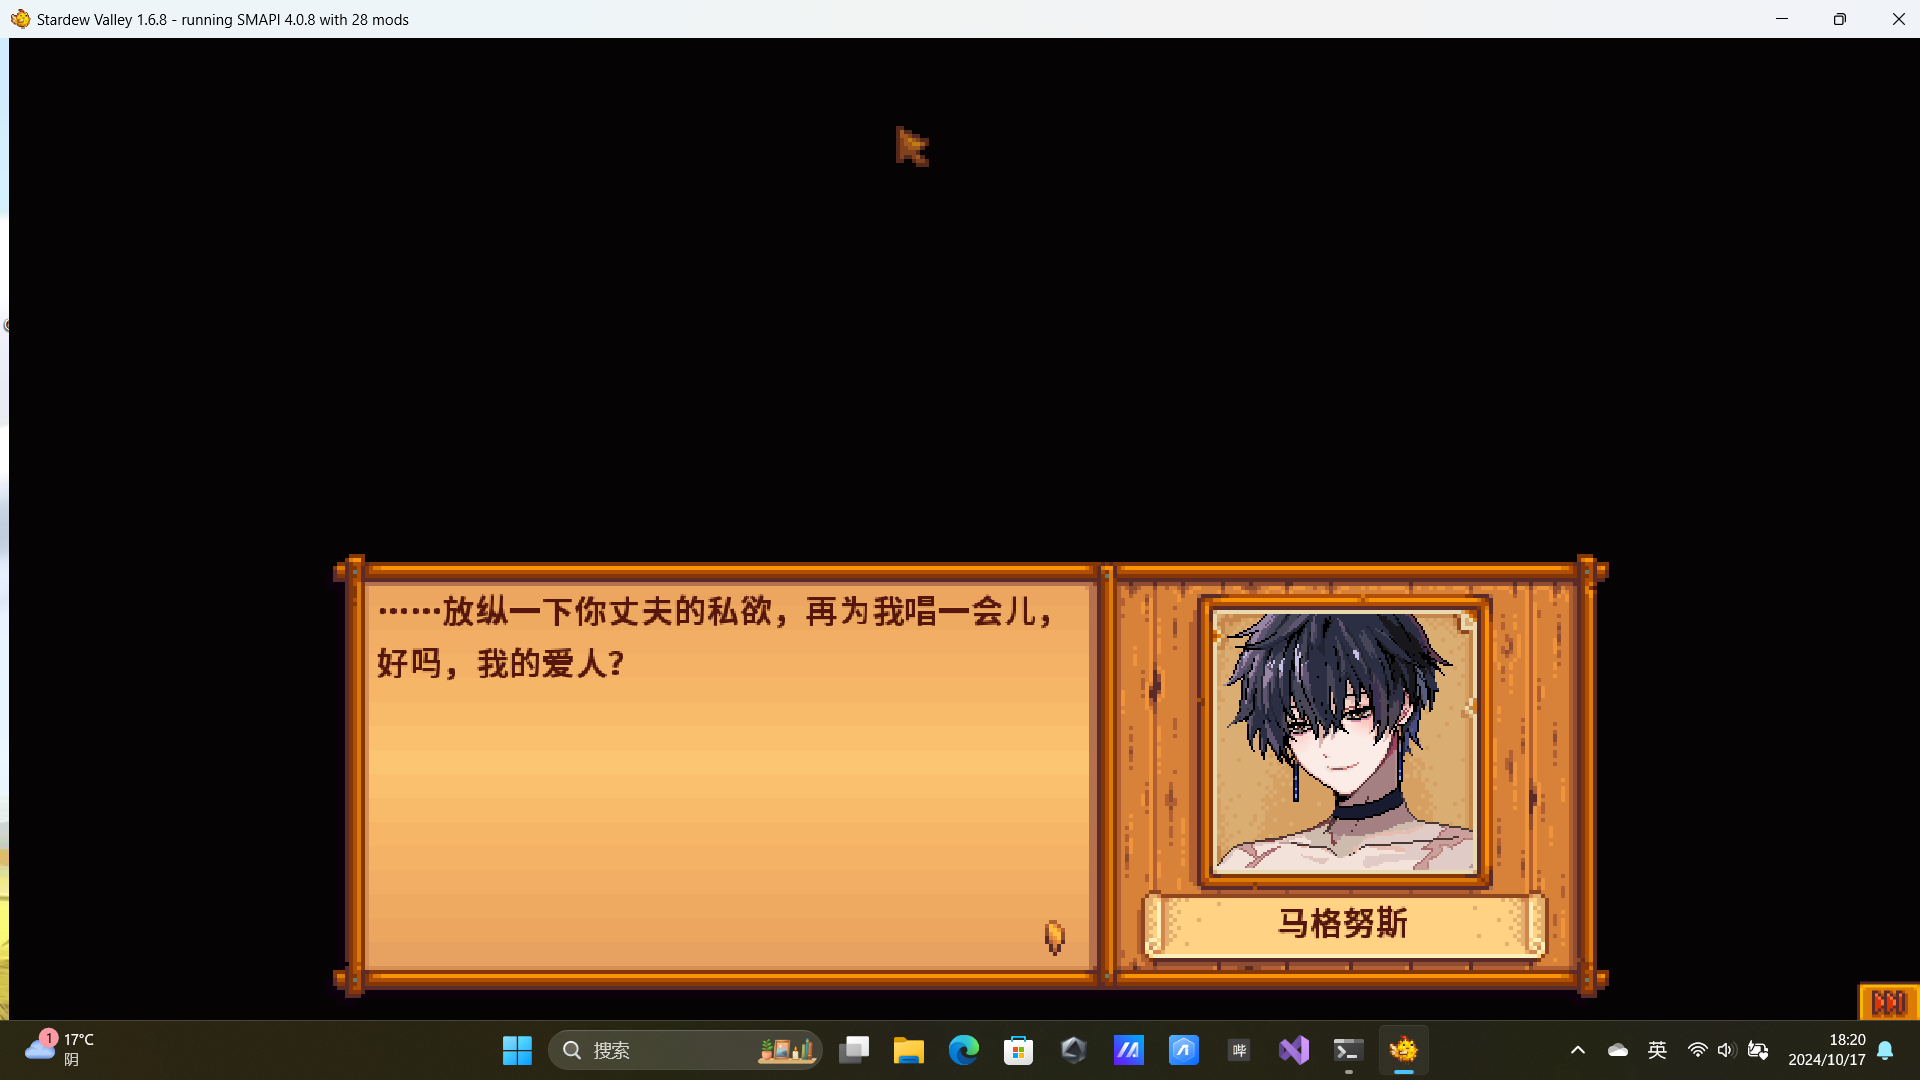 Stardew Valley 1.6.8 - running SMAPI 4.0.8 with 28 mods
……放纵一下你丈夫的私欲，再为我唱一会儿，
好吗，我的爱人？
马格努斯
1
17°C
阴
搜索
哔
英
18:20
2024/10/17